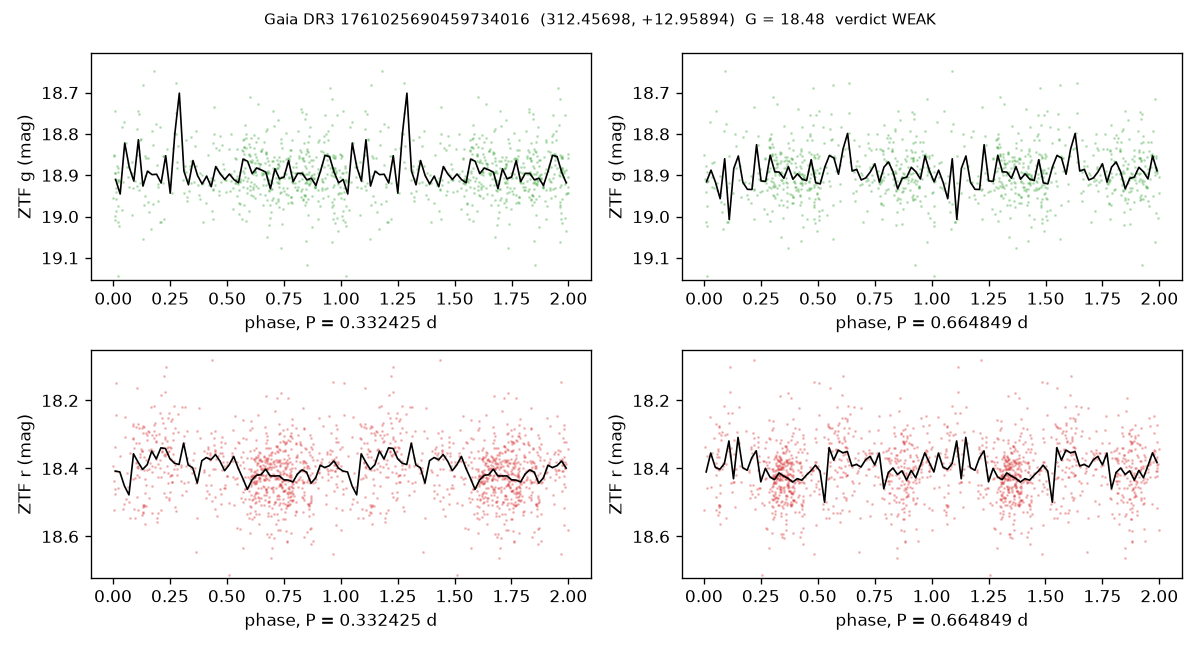 Gaia DR3 1761025690459734016  (312.45698, +12.95894)  G = 18.48  verdict WEAK
ZTF g (mag)
18.7
18.8
18.9
19.0
19.1
0.00 0.25 0.50 0.75 1.00 1.25 1.50 1.75 2.00
phase, P = 0.332425 d
ZTF g (mag)
18.7
18.8
18.9
19.0
19.1
0.00 0.25 0.50 0.75 1.00 1.25 1.50 1.75 2.00
phase, P = 0.664849 d
ZTF r (mag)
18.2
18.4
18.6
0.00 0.25 0.50 0.75 1.00 1.25 1.50 1.75 2.00
phase, P = 0.332425 d
ZTF r (mag)
18.2
18.4
18.6
0.00 0.25 0.50 0.75 1.00 1.25 1.50 1.75 2.00
phase, P = 0.664849 d